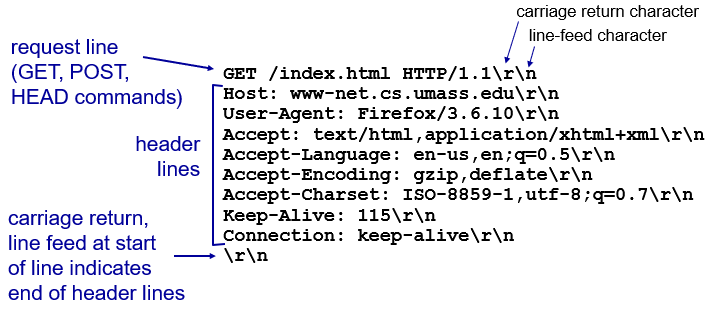 carriage return character
line-feed character
request line
(GET, POST,
HEAD commands)
GET /index.html HTTP/1.1\r\n
Host: www-net.cs.umass.edu\r\n
User-Agent: Firefox/3.6.10\r\n
Accept: text/html,application/xhtml+xml\r\n
Accept-Language: en-us,en;q=0.5\r\n
Accept-Encoding: gzip,deflate\r\n
Accept-Charset: ISO-8859-1,utf-8;q=0.7\r\n
Keep-Alive: 115\r\n
Connection: keep-alive\r\n
\r\n
header
lines
carriage return,
line feed at start
of line indicates
end of header lines